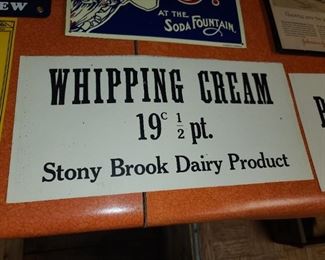 EW
AT THE
SODA FOUNTAIN.
WHIPPING CREAM
19c 1/2 pt.
Stony Brook Dairy Product